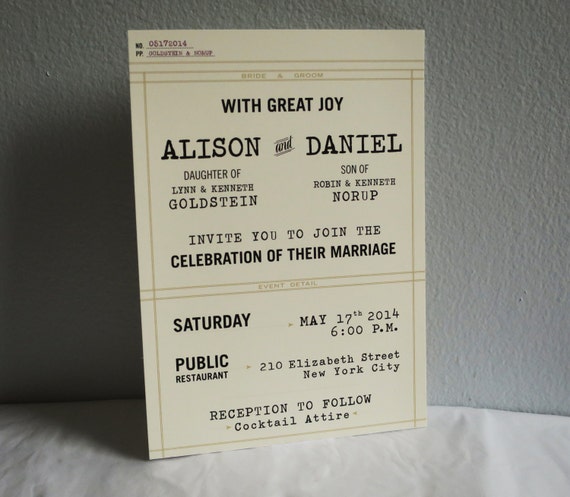 NO. 05172014
PP. GOLDSTEIN & NORUP
BRIDE & GROOM
WITH GREAT JOY
ALISON and DANIEL
DAUGHTER OF
LYNN & KENNETH
GOLDSTEIN
SON OF
ROBIN & KENNETH
NORUP
INVITE YOU TO JOIN THE
CELEBRATION OF THEIR MARRIAGE
EVENT DETAIL
SATURDAY
MAY 17th 2014
6:00 P.M.
PUBLIC
RESTAURANT
210 Elizabeth Street
New York City
RECEPTION TO FOLLOW
Cocktail Attire